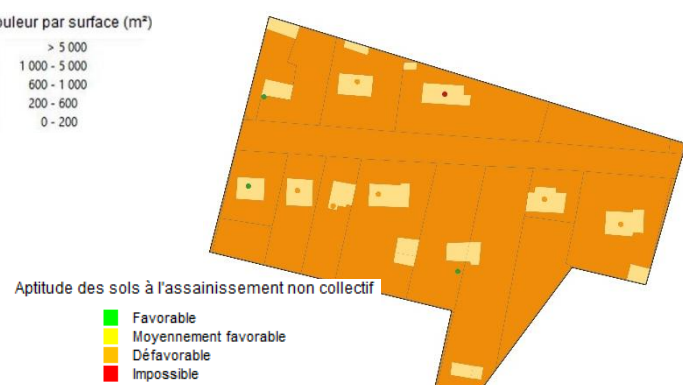 ouleur par surface (m²)
> 5 000
1 000 - 5 000
600 - 1 000
200 - 600
0 - 200
Aptitude des sols à l'assainissement non collectif
Favorable
Moyennement favorable
Défavorable
Impossible